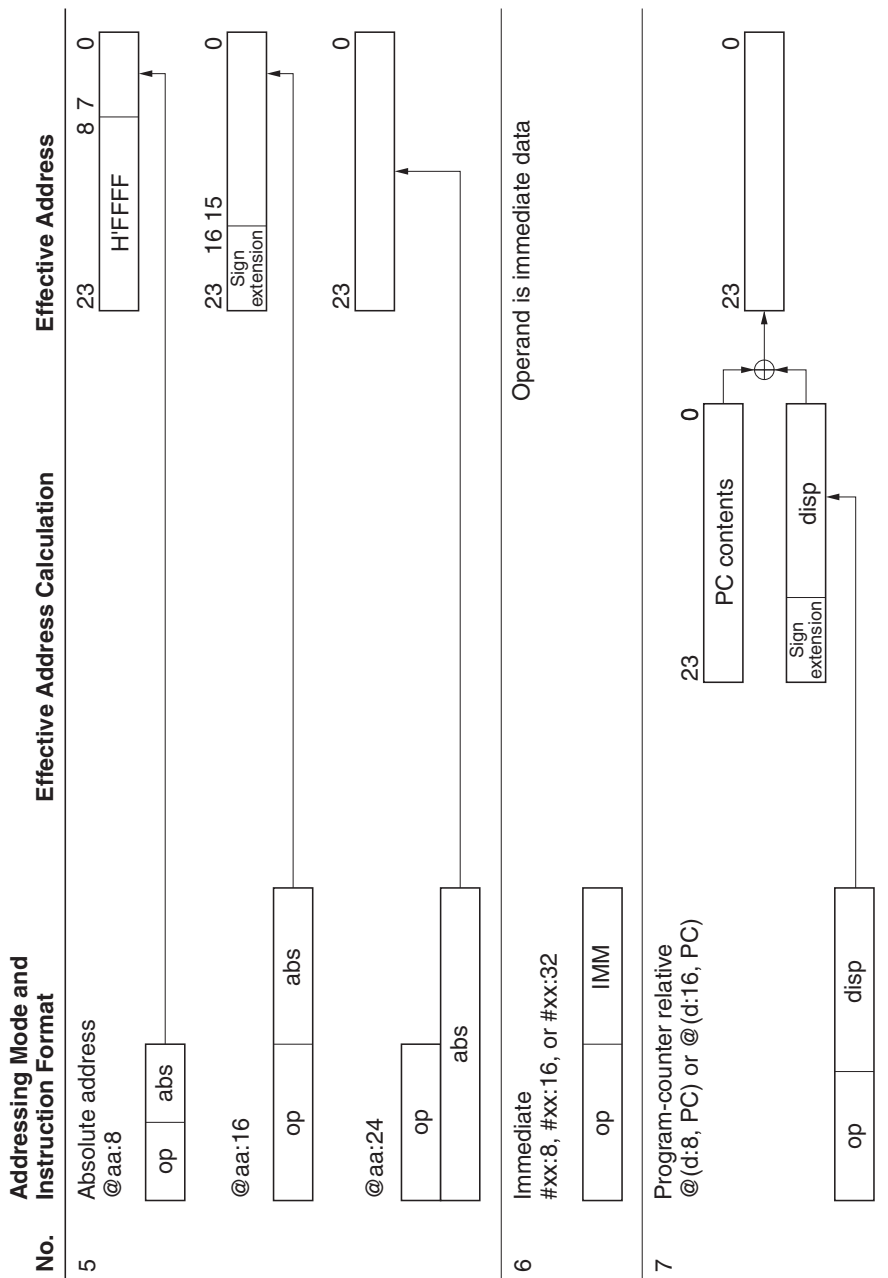 Addressing Mode and
No. Instruction Format Effective Address Calculation Effective Address
5 Absolute address
@aa:8
op abs
23 8 7 0
H'FFFF
@aa:16
op abs
23 16 15 0
Sign
extension
@aa:24
op
abs
23 0
6 Immediate
#xx:8, #xx:16, or #xx:32
op IMM
Operand is immediate data
7 Program-counter relative
@(d:8, PC) or @(d:16, PC)
op disp
23 0
PC contents
Sign
extension
disp
23 0